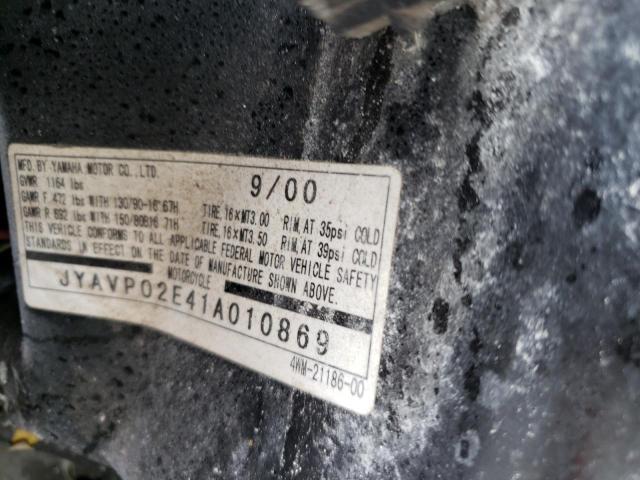 MFD. BY YAMAHA MOTOR CO., LTD. 9/00
GVWR 1164 lbs
GAWR F 472 lbs WITH 130/90-16 67H TIRE, 16×MT3.00 RIM, AT 35psi COLD
GAWR R 692 lbs WITH 150/80B16 71H TIRE, 16×MT3.50 RIM, AT 39psi COLD
THIS VEHICLE CONFORMS TO ALL APPLICABLE FEDERAL MOTOR VEHICLE SAFETY
STANDARDS IN EFFECT ON THE DATE OF MANUFACTURE SHOWN ABOVE.
MOTORCYCLE
JYAVP02E41A010869
4WM-21186-00